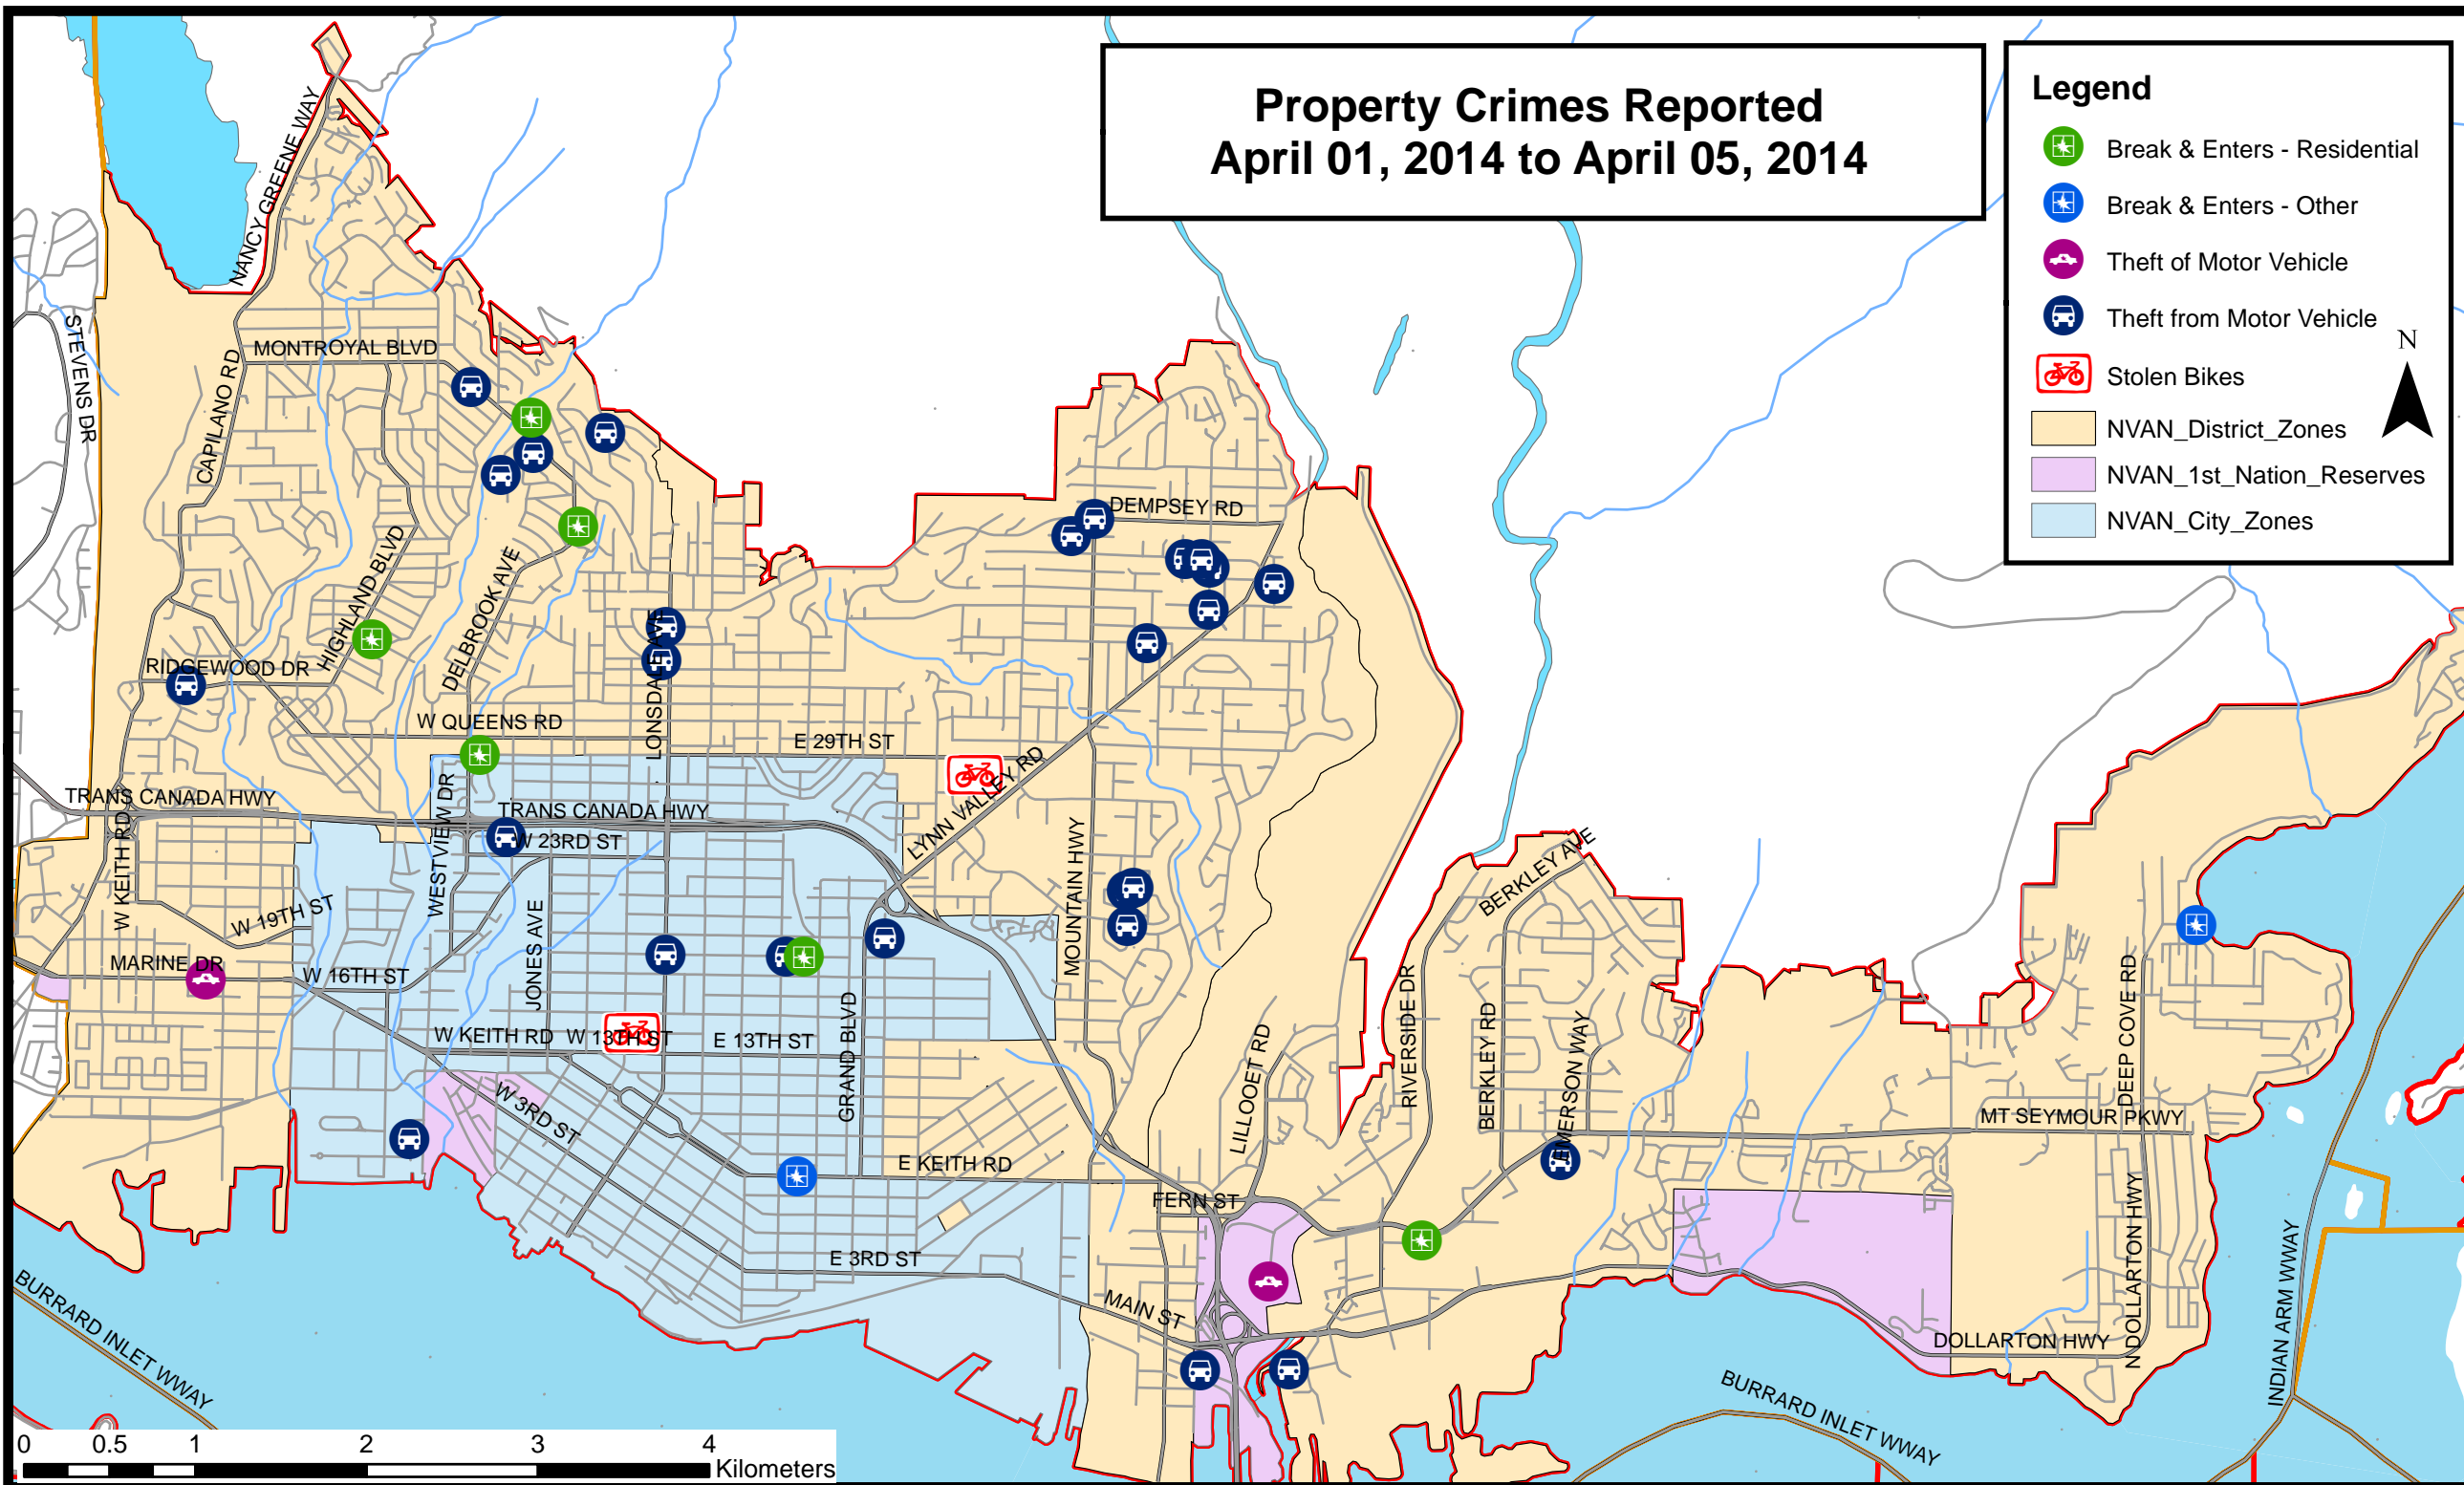 Property Crimes Reported
April 01, 2014 to April 05, 2014
Legend
Break & Enters - Residential
Break & Enters - Other
Theft of Motor Vehicle
Theft from Motor Vehicle
Stolen Bikes
NVAN_District_Zones
NVAN_1st_Nation_Reserves
NVAN_City_Zones
N
NANCY GREENE WAY
STEVENS DR
MONTROYAL BLVD
CAPILANO RD
DEMPSEY RD
HIGHLAND BLVD
DELBROOK AVE
LONSDALE AVE
RIDGEWOOD DR
W QUEENS RD
E 29TH ST
LYNN VALLEY RD
TRANS CANADA HWY
TRANS CANADA HWY
W 23RD ST
WESTVIEW DR
W KEITH RD
MOUNTAIN HWY
BERKLEY AVE
W 19TH ST
JONES AVE
MARINE DR
W 16TH ST
W KEITH RD
W 13TH ST
E 13TH ST
GRAND BLVD
LILLOOET RD
RIVERSIDE DR
BERKLEY RD
EMERSON WAY
DEEP COVE RD
MT SEYMOUR PKWY
W 3RD ST
E KEITH RD
FERN ST
E 3RD ST
MAIN ST
N DOLLARTON HWY
DOLLARTON HWY
INDIAN ARM WWAY
BURRARD INLET WWAY
BURRARD INLET WWAY
0 0.5 1 2 3 4
Kilometers